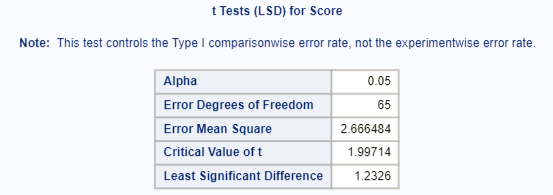 t Tests (LSD) for Score
Note: This test controls the Type I comparisonwise error rate, not the experimentwise error rate.
Alpha 0.05
Error Degrees of Freedom 65
Error Mean Square 2.666484
Critical Value of t 1.99714
Least Significant Difference 1.2326